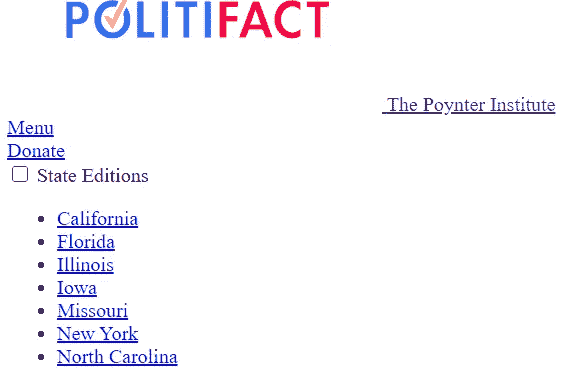 POLITIFACT
The Poynter Institute
Menu
Donate
State Editions
California
Florida
Illinois
Iowa
Missouri
New York
North Carolina